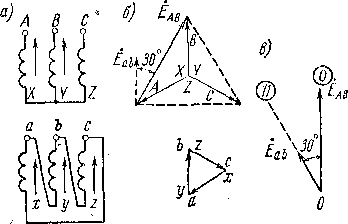 а)
A B C
X Y Z
a b c
x y z
б)
Ė_AB
Ė_ab 30°
B
A X Y
Z C
b z
c
x
y a
в)
11 0
Ė_AB
Ė_ab 30°
0